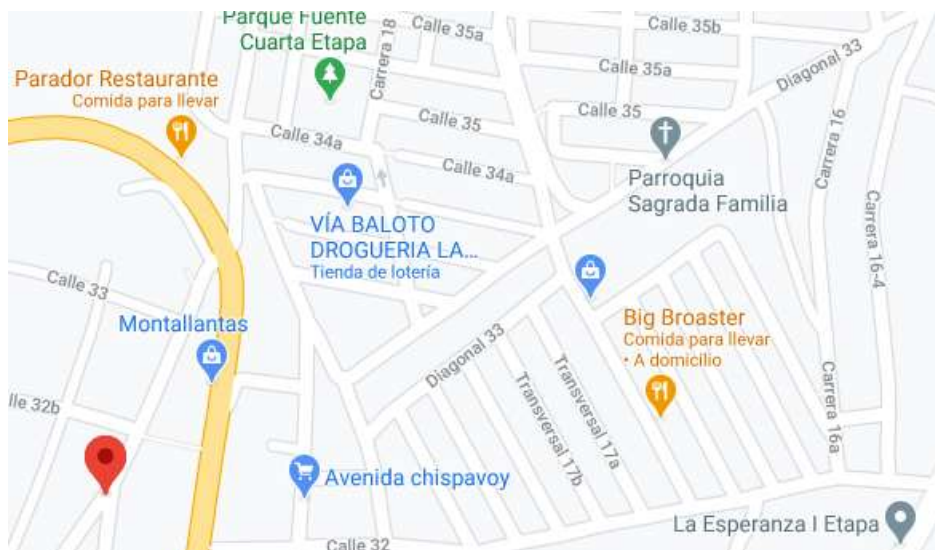 Parque Fuente
Cuarta Etapa
Carrera 18
Calle 35a
Calle 35b
Parador Restaurante
Comida para llevar
Calle 35a
Diagonal 33
Calle 35
Calle 35
Calle 34a
Calle 34a
Carrera 16
Parroquia
Sagrada Familia
Carrera 16-4
VÍA BALOTO
DROGUERIA LA...
Tienda de lotería
Calle 33
Montallantas
Big Broaster
Comida para llevar
• A domicilio
Diagonal 33
Transversal 17a
Transversal 17b
Carrera 16a
lle 32b
Avenida chispavoy
La Esperanza I Etapa
Calle 32